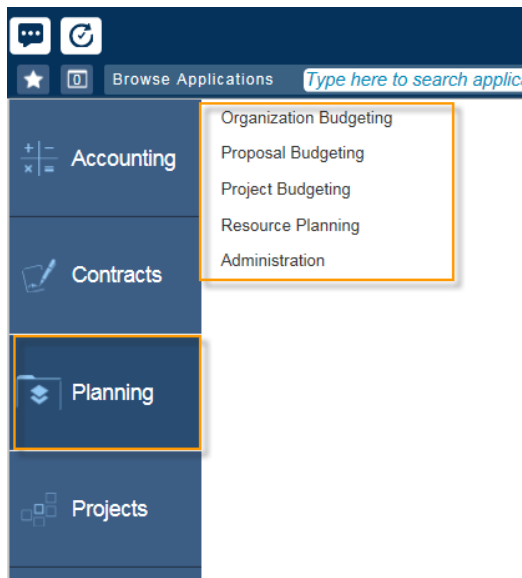 0 Browse Applications Type here to search applic
Organization Budgeting
Proposal Budgeting
Project Budgeting
Resource Planning
Administration
Accounting
Contracts
Planning
Projects